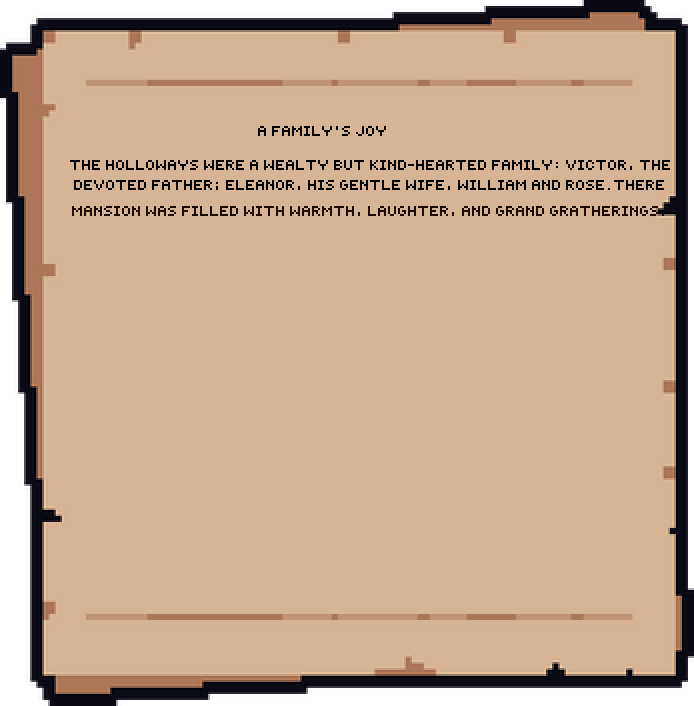 A FAMILY'S JOY
THE HOLLOWAYS WERE A WEALTY BUT KIND-HEARTED FAMILY: VICTOR, THE
DEVOTED FATHER; ELEANOR, HIS GENTLE WIFE, WILLIAM AND ROSE.THERE
MANSION WAS FILLED WITH WARMTH, LAUGHTER, AND GRAND GRATHERINGS.